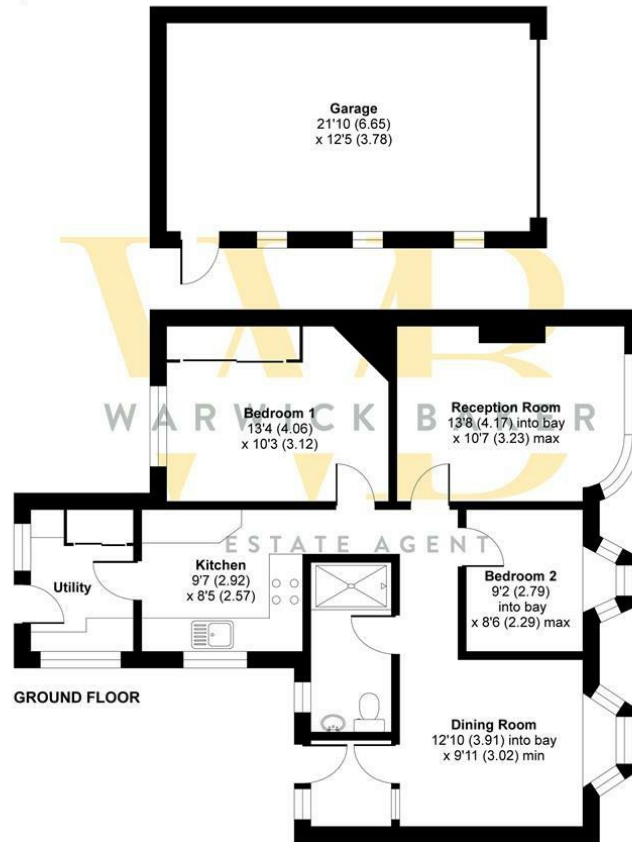 Garage
21'10 (6.65)
x 12'5 (3.78)
WB
WARWICK BAKER
ESTATE AGENT
Bedroom 1
13'4 (4.06)
x 10'3 (3.12)
Reception Room
13'8 (4.17) into bay
x 10'7 (3.23) max
Utility
Kitchen
9'7 (2.92)
x 8'5 (2.57)
Bedroom 2
9'2 (2.79)
into bay
x 8'6 (2.29) max
GROUND FLOOR
Dining Room
12'10 (3.91) into bay
x 9'11 (3.02) min